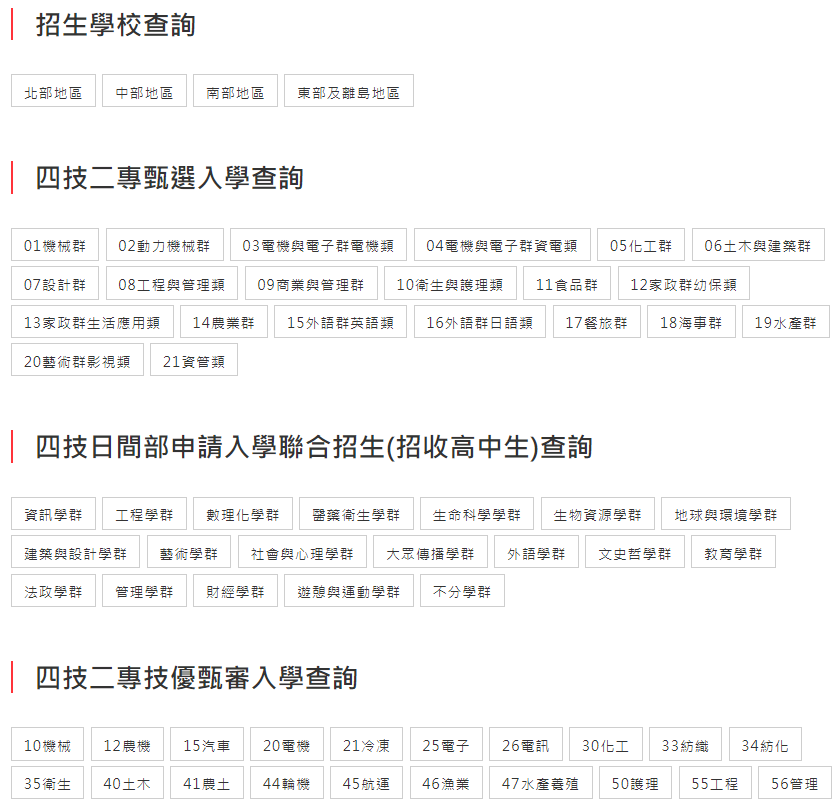 招生學校查詢
北部地區 中部地區 南部地區 東部及離島地區
四技二專甄選入學查詢
01機械群 02動力機械群 03電機與電子群電機類 04電機與電子群資電類 05化工群 06土木與建築群
07設計群 08工程與管理類 09商業與管理群 10衛生與護理類 11食品群 12家政群幼保類
13家政群生活應用類 14農業群 15外語群英語類 16外語群日語類 17餐旅群 18海事群 19水產群
20藝術群影視類 21資管類
四技日間部申請入學聯合招生(招收高中生)查詢
資訊學群 工程學群 數理化學群 醫藥衛生學群 生命科學學群 生物資源學群 地球與環境學群
建築與設計學群 藝術學群 社會與心理學群 大眾傳播學群 外語學群 文史哲學群 教育學群
法政學群 管理學群 財經學群 遊憩與運動學群 不分學群
四技二專技優甄審入學查詢
10機械 12農機 15汽車 20電機 21冷凍 25電子 26電訊 30化工 33紡織 34紡化
35衛生 40土木 41農土 44輪機 45航運 46漁業 47水產養殖 50護理 55工程 56管理